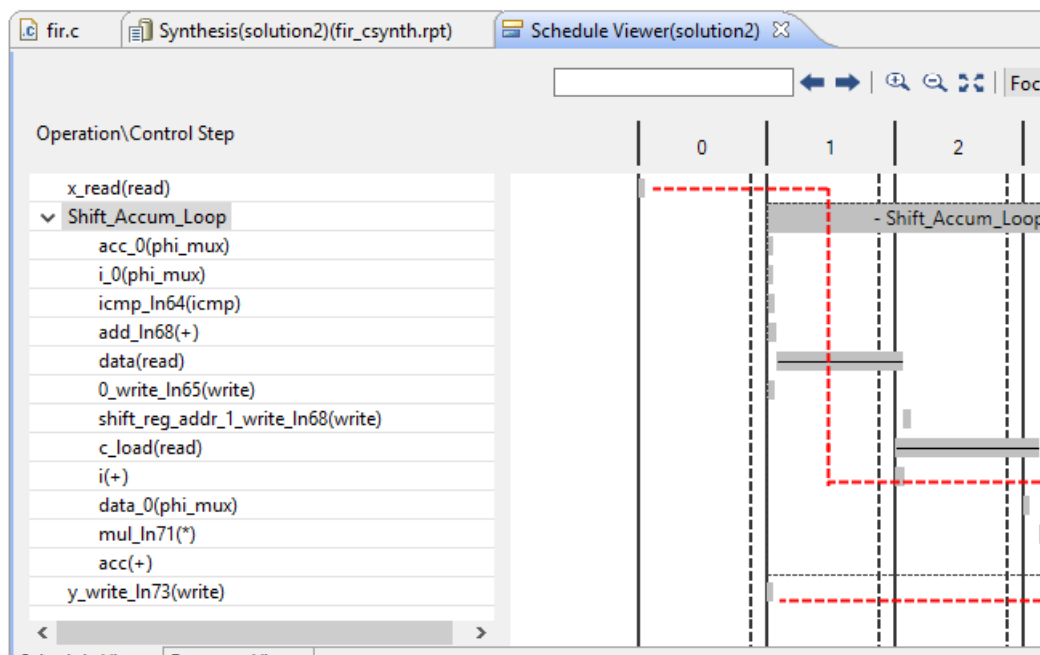 fir.c Synthesis(solution2)(fir_csynth.rpt) Schedule Viewer(solution2)
Foc
Operation\Control Step 0 1 2
x_read(read)
Shift_Accum_Loop - Shift_Accum_Loop
acc_0(phi_mux)
i_0(phi_mux)
icmp_ln64(icmp)
add_ln68(+)
data(read)
0_write_ln65(write)
shift_reg_addr_1_write_ln68(write)
c_load(read)
i(+)
data_0(phi_mux)
mul_ln71(*)
acc(+)
y_write_ln73(write)